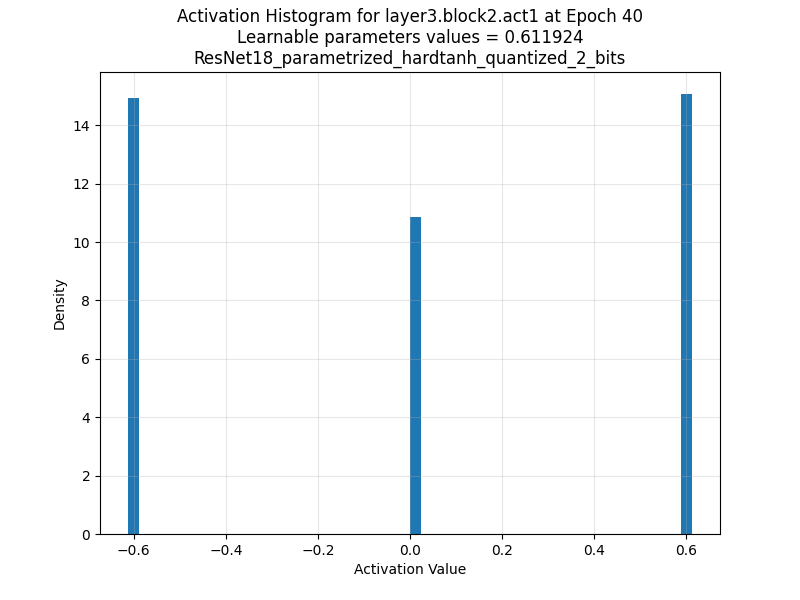 Activation Histogram for layer3.block2.act1 at Epoch 40
Learnable parameters values = 0.611924
ResNet18_parametrized_hardtanh_quantized_2_bits
14
12
10
8
6
4
2
0
Density
−0.6 −0.4 −0.2 0.0 0.2 0.4 0.6
Activation Value